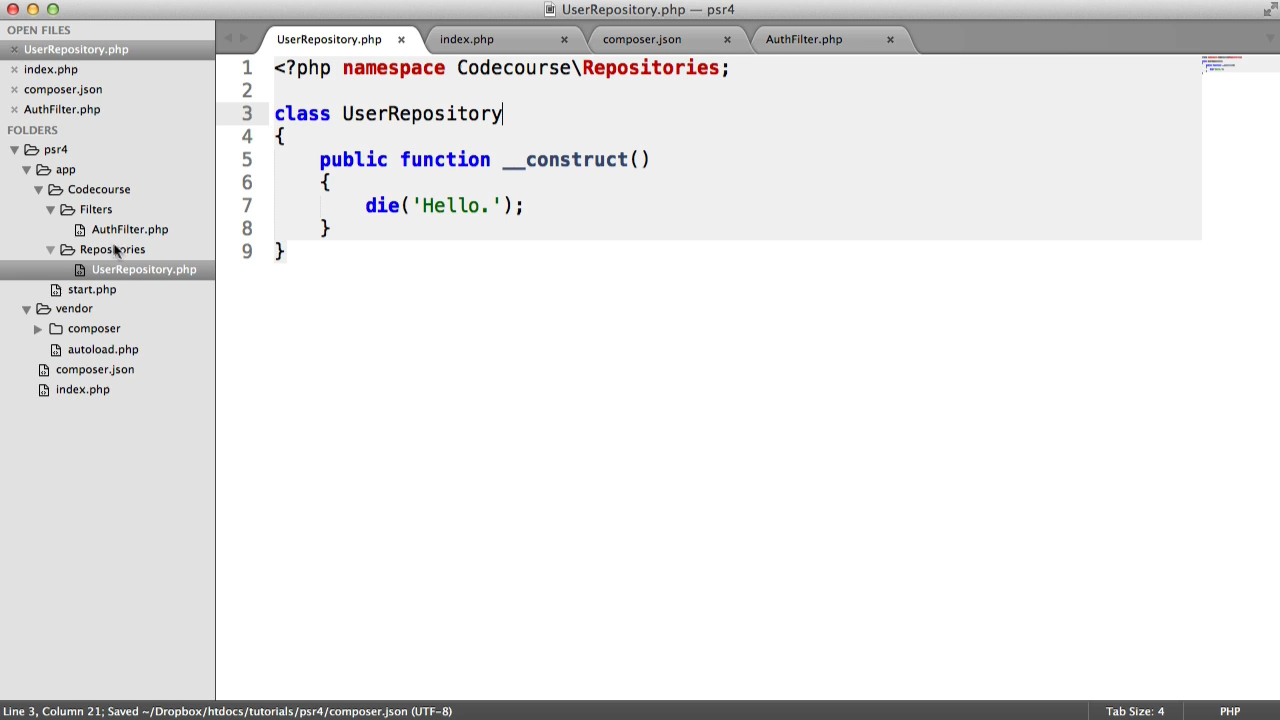 UserRepository.php — psr4
OPEN FILES
UserRepository.php
index.php
composer.json
AuthFilter.php
FOLDERS
psr4
app
Codecourse
Filters
AuthFilter.php
Repositories
UserRepository.php
start.php
vendor
composer
autoload.php
composer.json
index.php
UserRepository.php
index.php
composer.json
AuthFilter.php
1 <?php namespace Codecourse\Repositories;
2
3 class UserRepository
4 {
5     public function __construct()
6     {
7         die('Hello.');
8     }
9 }
Line 3, Column 21; Saved ~/Dropbox/htdocs/tutorials/psr4/composer.json (UTF-8)
Tab Size: 4
PHP